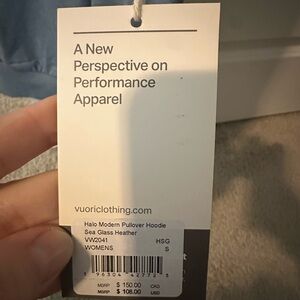 A New
Perspective on
Performance
Apparel
vuoriclothing.com
Halo Modern Pullover Hoodie
Sea Glass Heather
VW2041 HSG
WOMENS S
MSRP $ 150.00 CAD
MSRP $ 108.00 USD